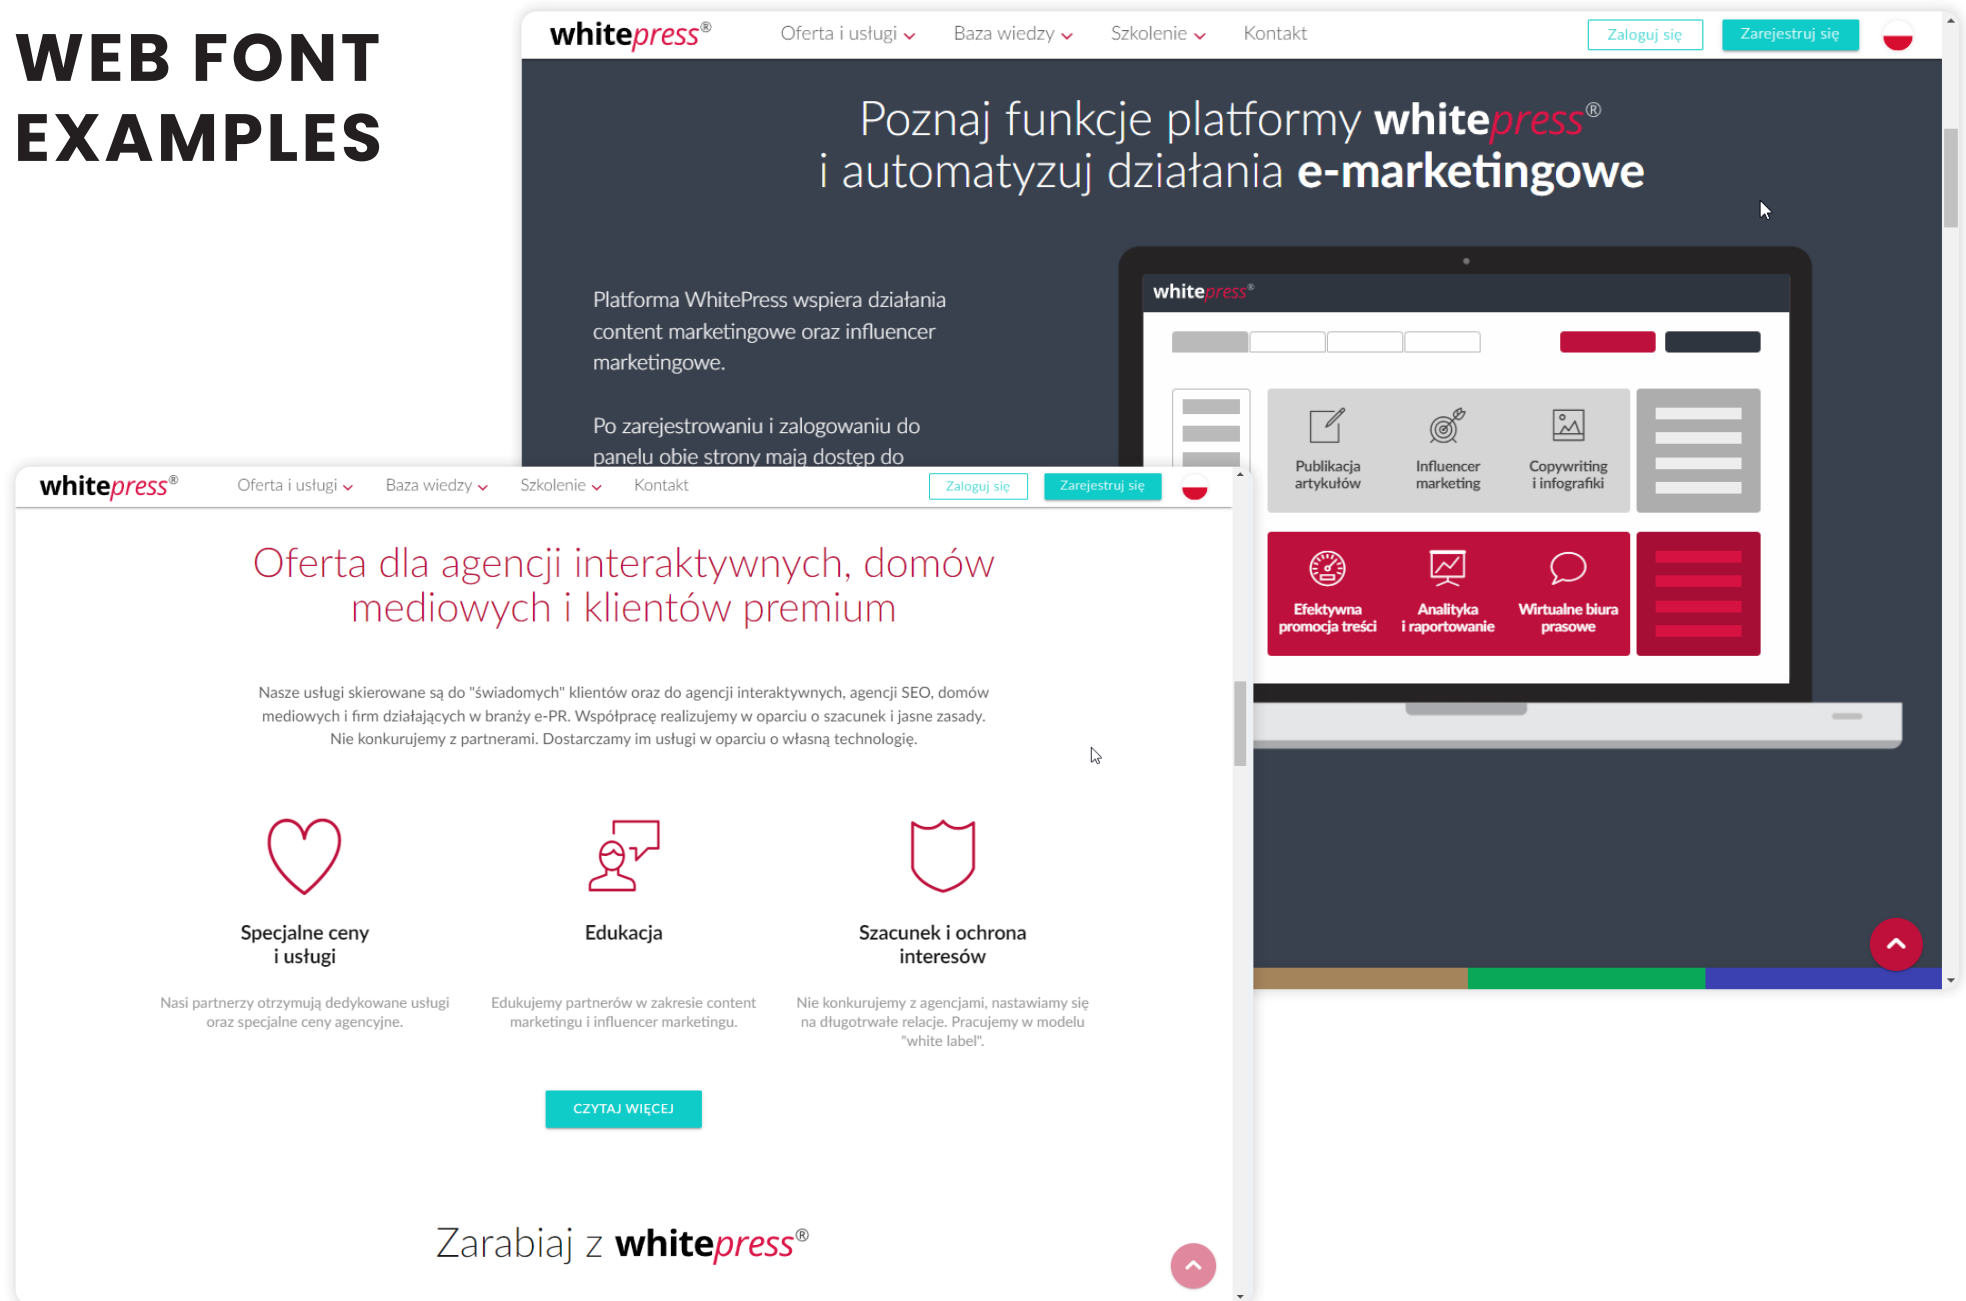 WEB FONT
EXAMPLES
whitepress®
Oferta i usługi
Baza wiedzy
Szkolenie
Kontakt
Zaloguj się
Zarejestruj się
Poznaj funkcje platformy whitepress®
i automatyzuj działania e-marketingowe
Platforma WhitePress wspiera działania
content marketingowe oraz influencer
marketingowe.
Po zarejestrowaniu i zalogowaniu do
panelu obie strony mają dostęp do
whitepress®
Publikacja
artykułów
Influencer
marketing
Copywriting
i infografiki
Efektywna
promocja treści
Analityka
i raportowanie
Wirtualne biura
prasowe
whitepress®
Oferta i usługi
Baza wiedzy
Szkolenie
Kontakt
Zaloguj się
Zarejestruj się
Oferta dla agencji interaktywnych, domów
mediowych i klientów premium
Nasze usługi skierowane są do "świadomych" klientów oraz do agencji interaktywnych, agencji SEO, domów
mediowych i firm działających w branży e-PR. Współpracę realizujemy w oparciu o szacunek i jasne zasady.
Nie konkurujemy z partnerami. Dostarczamy im usługi w oparciu o własną technologię.
Specjalne ceny
i usługi
Nasi partnerzy otrzymują dedykowane usługi
oraz specjalne ceny agencyjne.
Edukacja
Edukujemy partnerów w zakresie content
marketingu i influencer marketingu.
Szacunek i ochrona
interesów
Nie konkurujemy z agencjami, nastawiamy się
na długotrwałe relacje. Pracujemy w modelu
"white label".
CZYTAJ WIĘCEJ
Zarabiaj z whitepress®